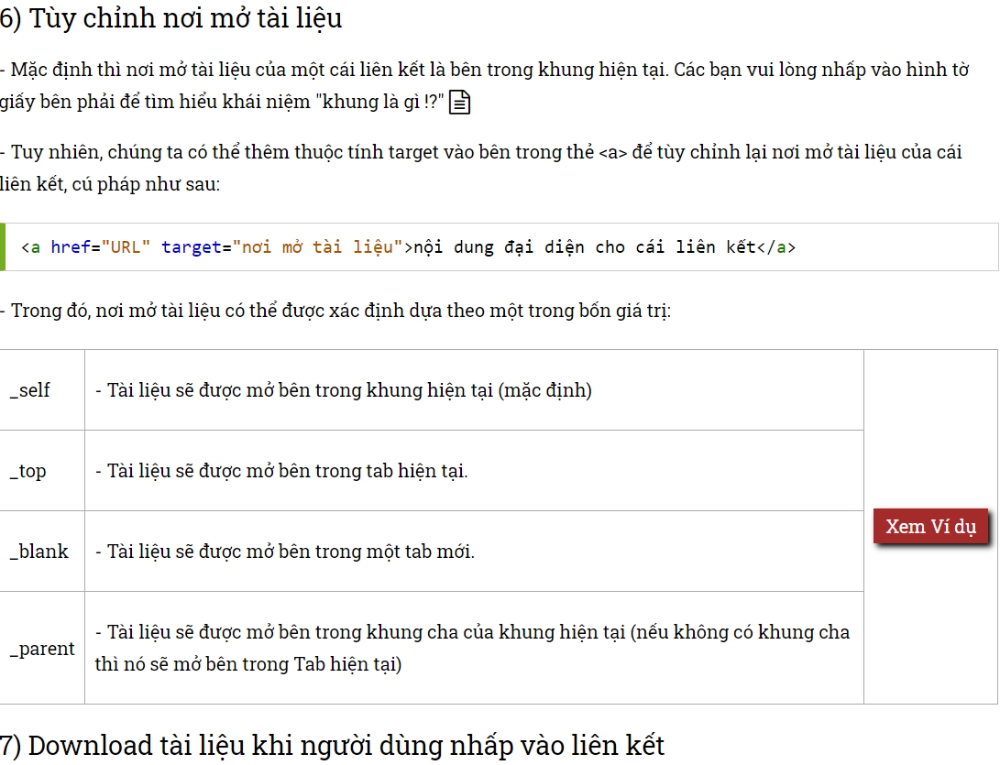 6) Tùy chỉnh nơi mở tài liệu
- Mặc định thì nơi mở tài liệu của một cái liên kết là bên trong khung hiện tại. Các bạn vui lòng nhấp vào hình tờ
giấy bên phải để tìm hiểu khái niệm "khung là gì !?"
- Tuy nhiên, chúng ta có thể thêm thuộc tính target vào bên trong thẻ <a> để tùy chỉnh lại nơi mở tài liệu của cái
liên kết, cú pháp như sau:
<a href="URL" target="nơi mở tài liệu">nội dung đại diện cho cái liên kết</a>
- Trong đó, nơi mở tài liệu có thể được xác định dựa theo một trong bốn giá trị:
_self - Tài liệu sẽ được mở bên trong khung hiện tại (mặc định)
_top - Tài liệu sẽ được mở bên trong tab hiện tại.
_blank - Tài liệu sẽ được mở bên trong một tab mới.
_parent - Tài liệu sẽ được mở bên trong khung cha của khung hiện tại (nếu không có khung cha
thì nó sẽ mở bên trong Tab hiện tại)
Xem Ví dụ
7) Download tài liệu khi người dùng nhấp vào liên kết